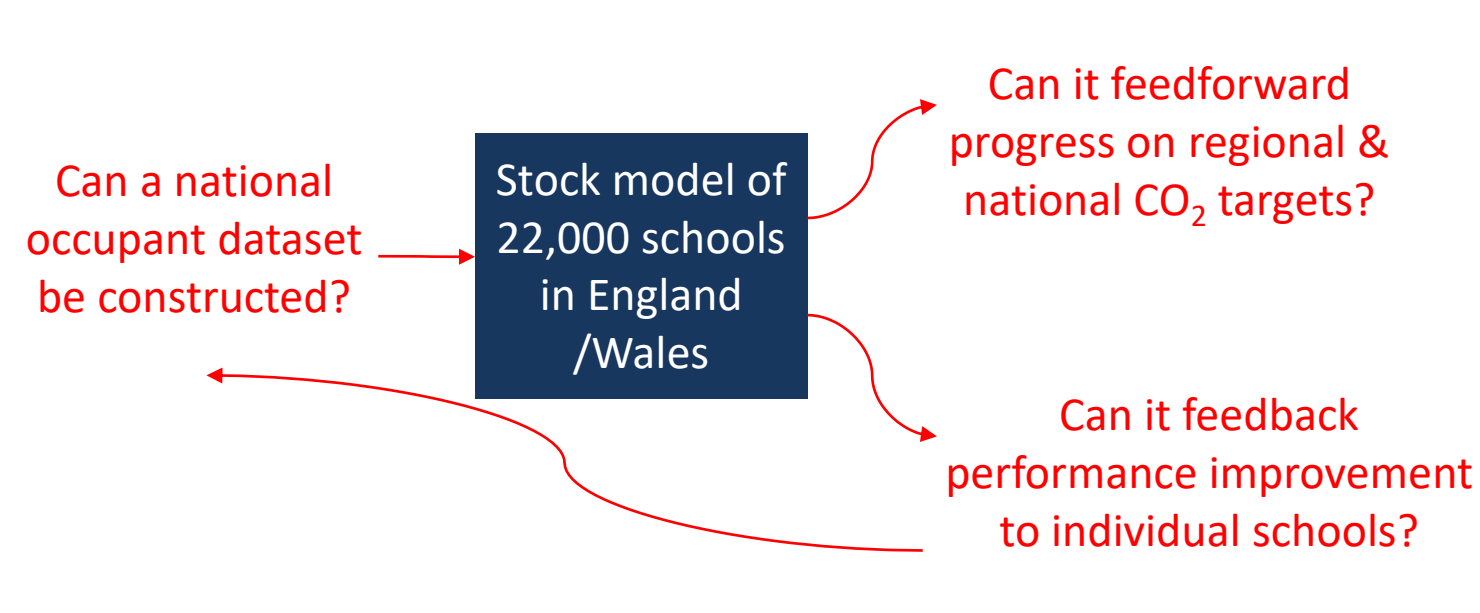 Can a national
occupant dataset
be constructed?
Stock model of
22,000 schools
in England
/Wales
Can it feedforward
progress on regional &
national CO₂ targets?
Can it feedback
performance improvement
to individual schools?